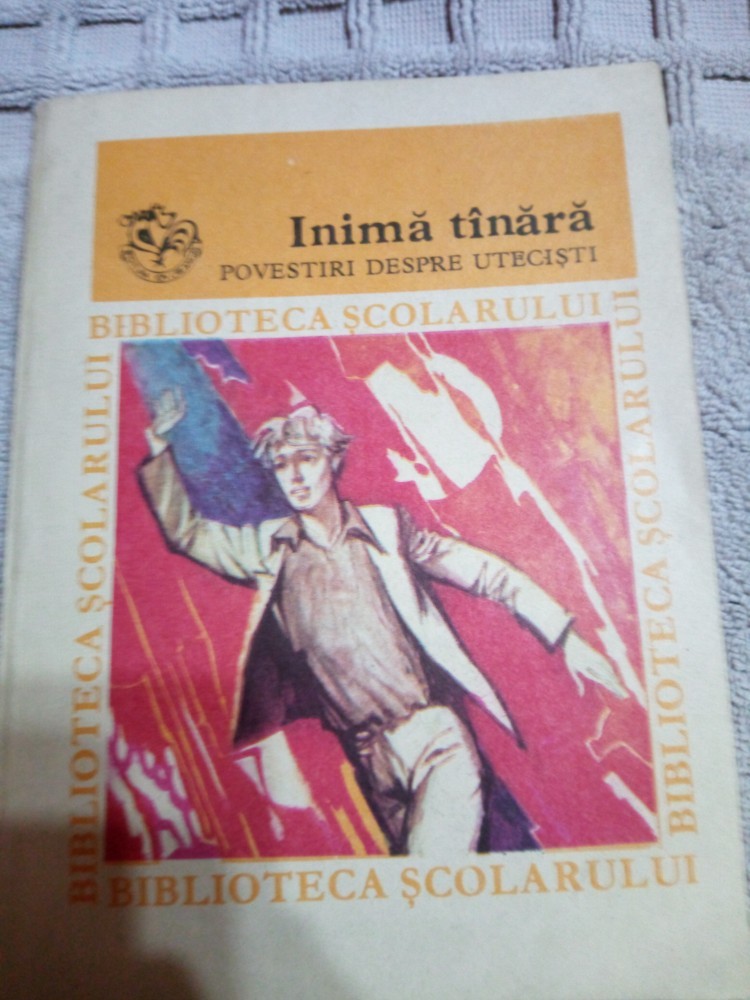 Inimă tînără
POVESTIRI DESPRE UTECIȘTI
BIBLIOTECA ȘCOLARULUI
BIBLIOTECA ȘCOLARULUI
BIBLIOTECA ȘCOLARULUI
BIBLIOTECA ȘCOLARULUI